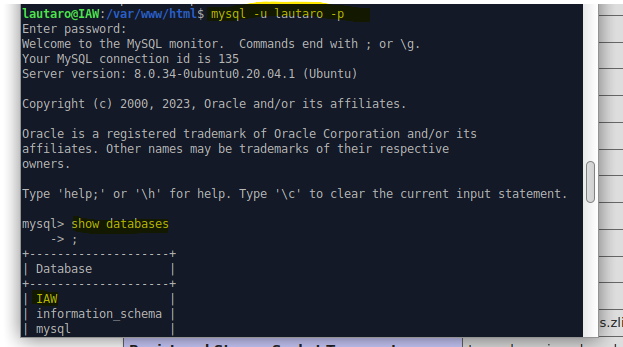 lautaro@IAW:/var/www/html$ mysql -u lautaro -p
Enter password:
Welcome to the MySQL monitor.  Commands end with ; or \g.
Your MySQL connection id is 135
Server version: 8.0.34-0ubuntu0.20.04.1 (Ubuntu)
Copyright (c) 2000, 2023, Oracle and/or its affiliates.
Oracle is a registered trademark of Oracle Corporation and/or its
affiliates. Other names may be trademarks of their respective
owners.
Type 'help;' or '\h' for help. Type '\c' to clear the current input statement.
mysql> show databases
    -> ;
+--------------------+
| Database           |
+--------------------+
| IAW                |
| information_schema |
| mysql              |
s.zli